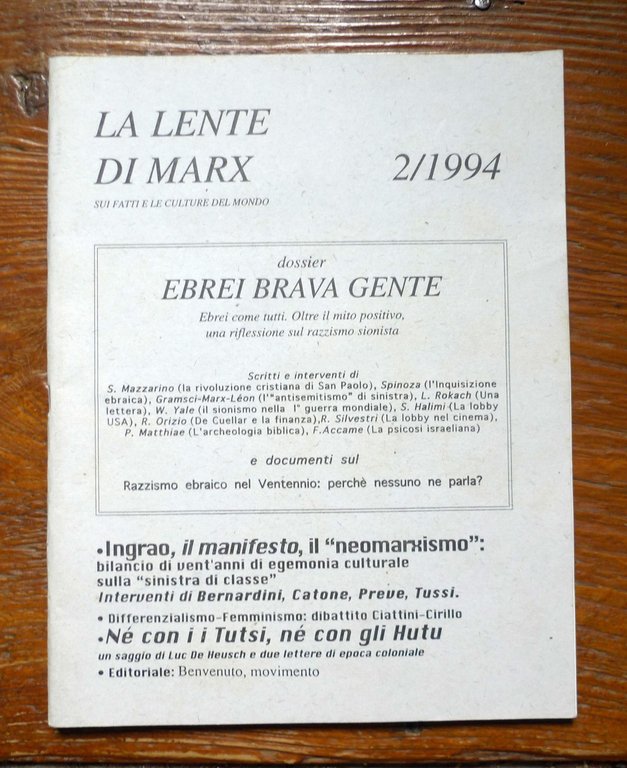 LA LENTE
DI MARX 2/1994
SUI FATTI E LE CULTURE DEL MONDO
dossier
EBREI BRAVA GENTE
Ebrei come tutti. Oltre il mito positivo,
una riflessione sul razzismo sionista
Scritti e interventi di
S. Mazzarino (la rivoluzione cristiana di San Paolo), Spinoza (l'Inquisizione
ebraica), Gramsci-Marx-Léon (l'"antisemitismo" di sinistra), L. Rokach (Una
lettera), W. Yale (il sionismo nella I° guerra mondiale), S. Halimi (La lobby
USA), R. Orizio (De Cuellar e la finanza),R. Silvestri (La lobby nel cinema),
P. Matthiae (L'archeologia biblica), F.Accame (La psicosi israeliana)
e documenti sul
Razzismo ebraico nel Ventennio: perchè nessuno ne parla?
•Ingrao, il manifesto, il "neomarxismo":
bilancio di vent'anni di egemonia culturale
sulla "sinistra di classe"
Interventi di Bernardini, Catone, Preve, Tussi.
• Differenzialismo-Femminismo: dibattito Ciattini-Cirillo
•Né con i i Tutsi, né con gli Hutu
un saggio di Luc De Heusch e due lettere di epoca coloniale
• Editoriale: Benvenuto, movimento